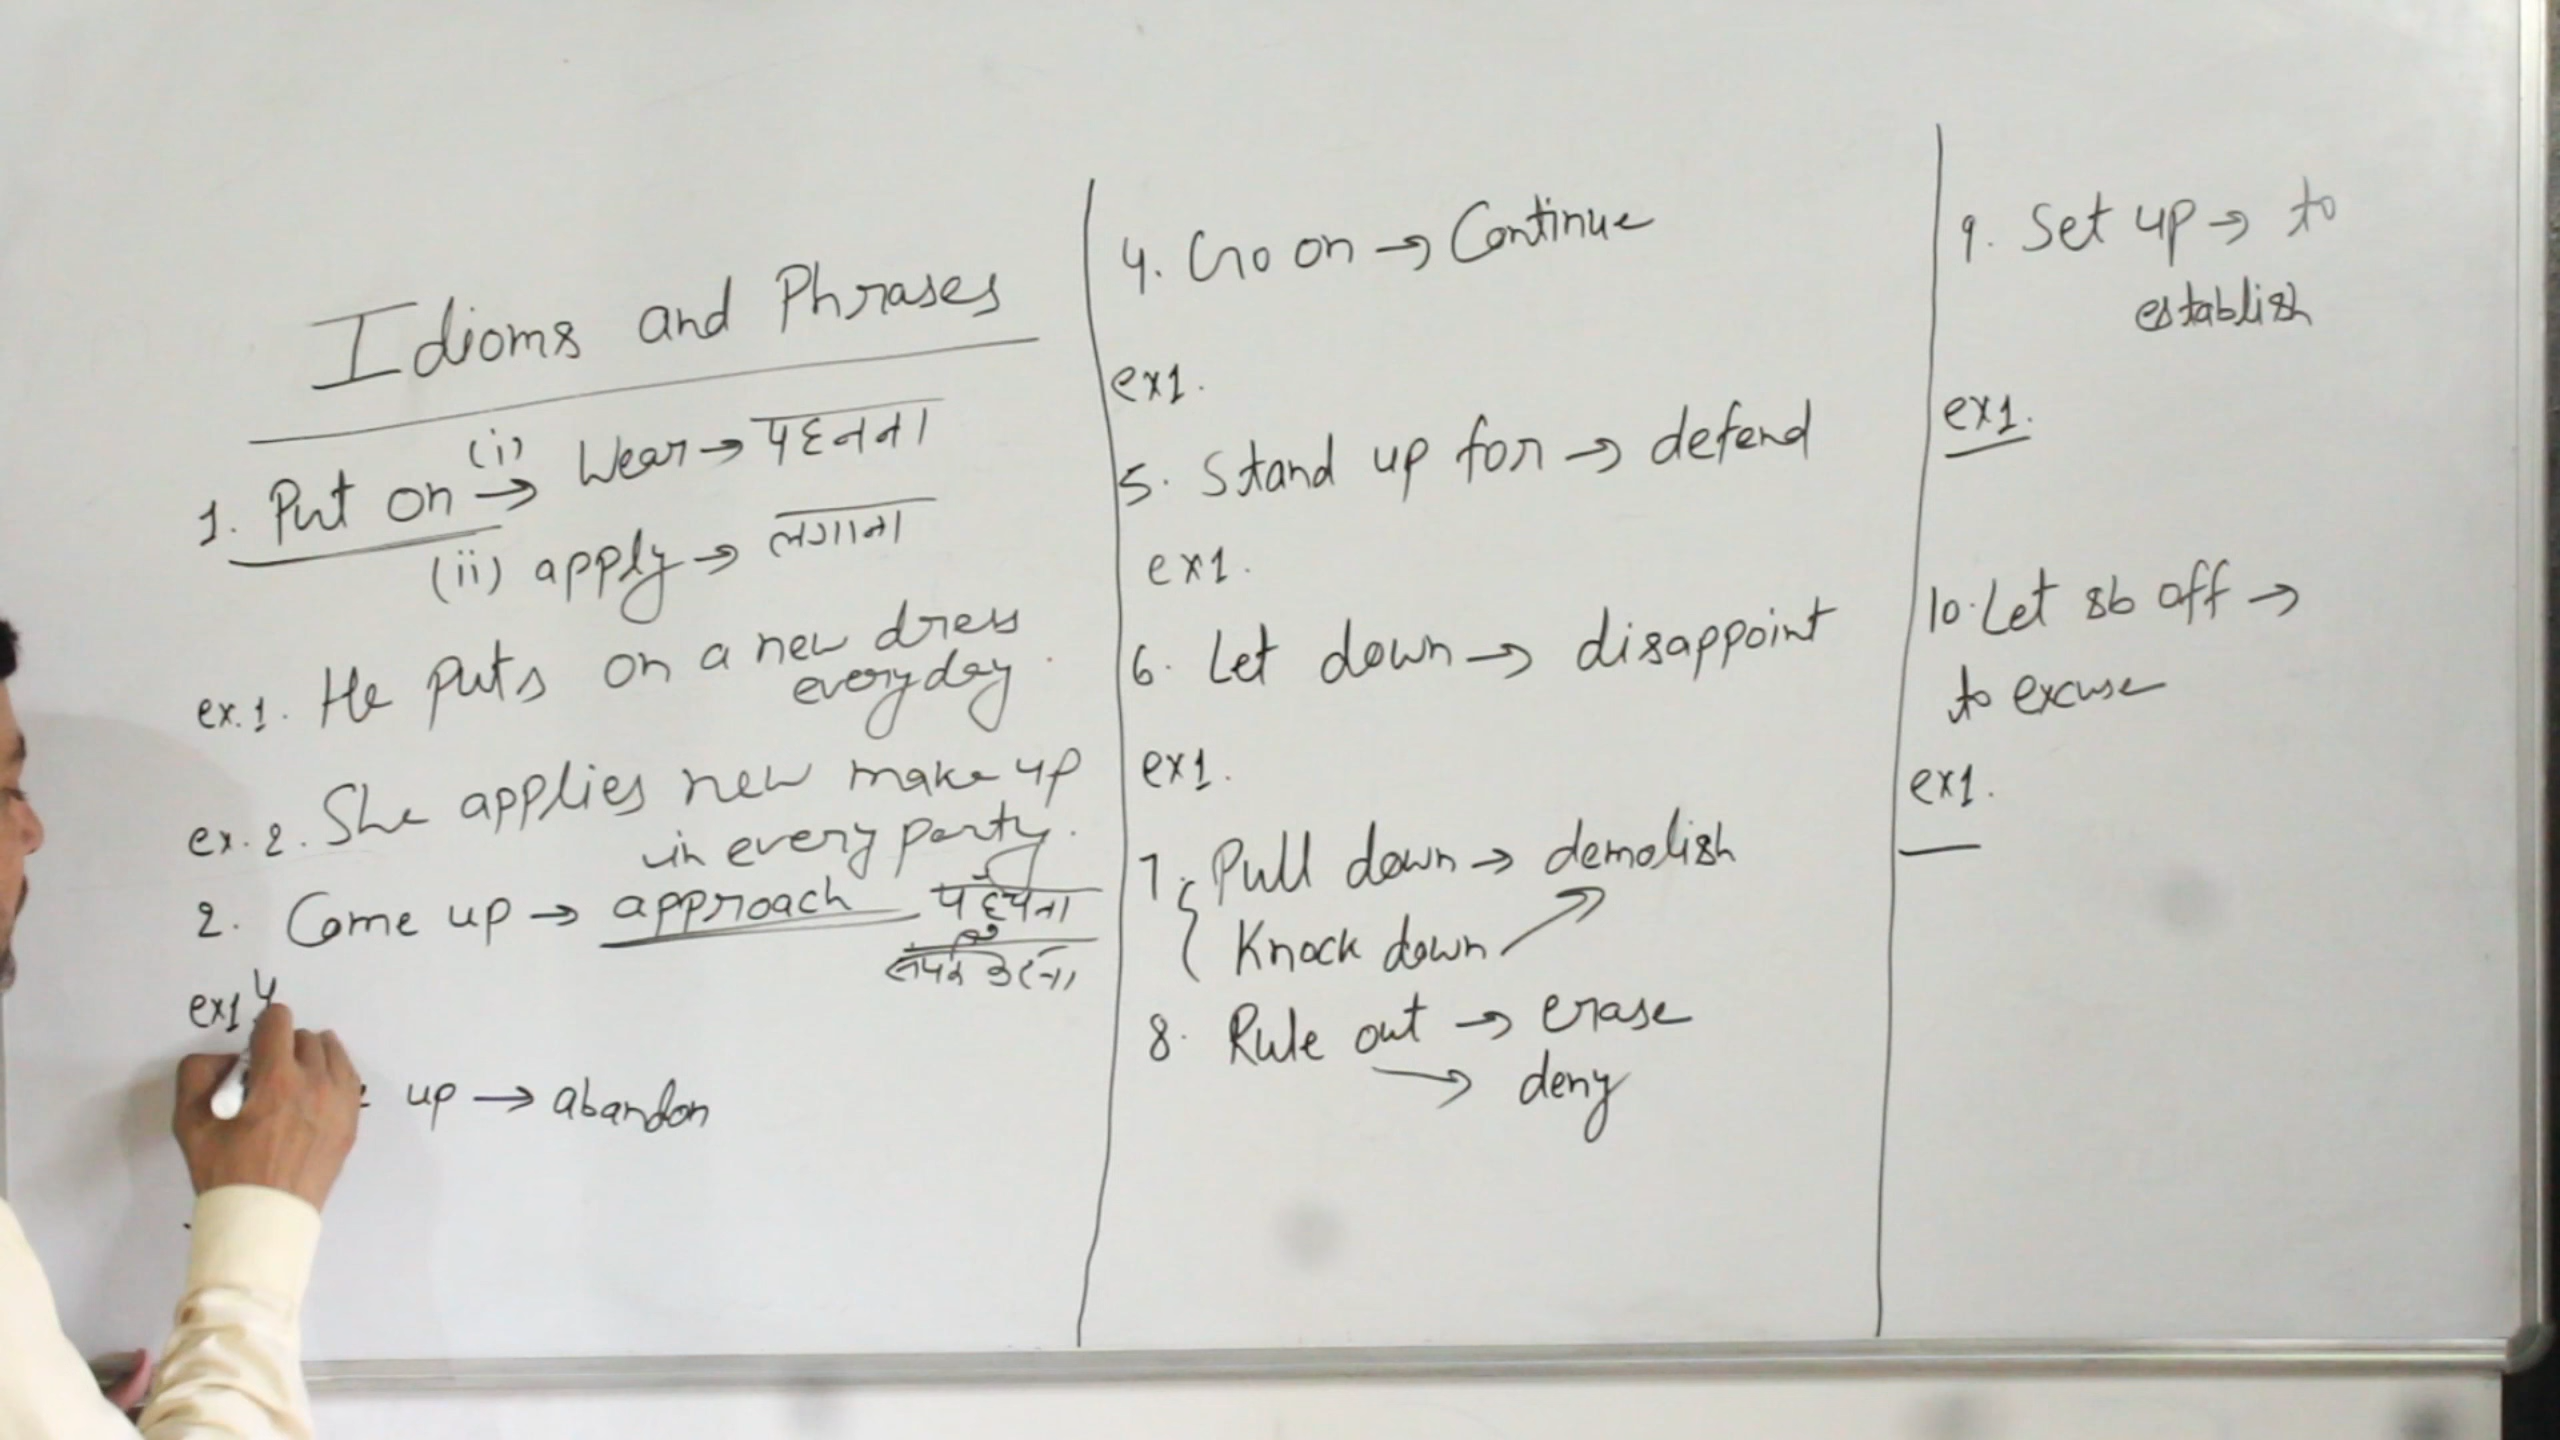 Idioms and Phrases
1. Put on (i) → Wear → पहनना
(ii) apply → लगाना
ex.1. He puts on a new dress
everyday.
ex.2. She applies new make up
in every party.
2. Come up → approach
ex1.
up → abandon
4. Go on → Continue
ex1.
5. Stand up for → defend
ex1.
6. Let down → disappoint
ex1.
7. Pull down → demolish
Knock down
8. Rule out → erase
→ deny
9. Set up → to
establish
ex1.
10. Let sb off →
to excuse
ex1.